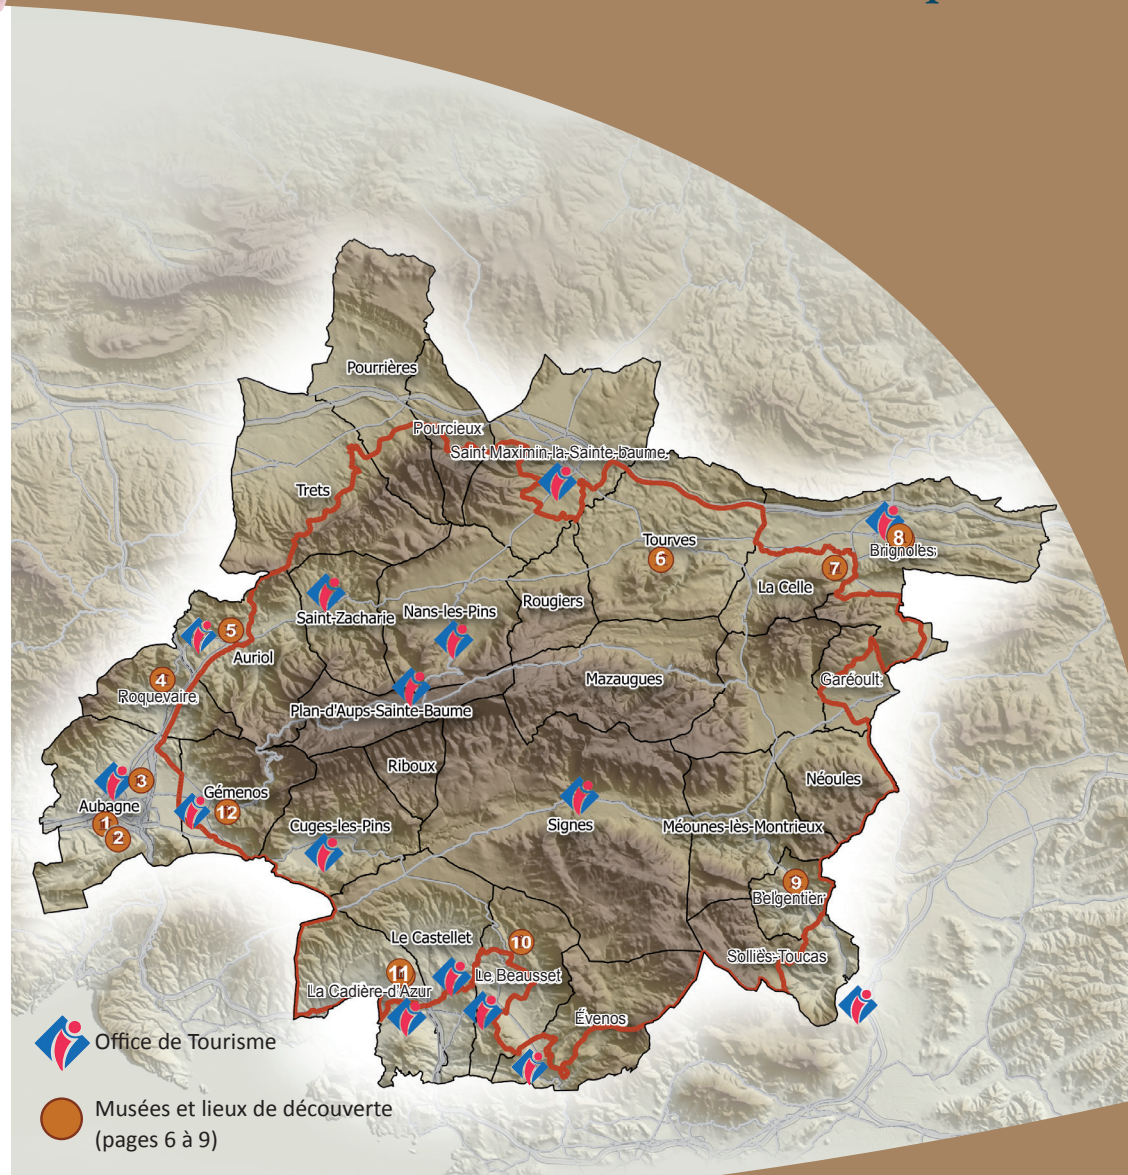 Pourrières
Pourcieux
Saint Maximin-la-Sainte-baume
Trets
Tourves
6
8
Brignoles
7
La Celle
Saint-Zacharie
Nans-les-Pins
Rougiers
5
Auriol
4
Roquevaire
Mazaugues
Garéoult
Plan-d'Aups-Sainte-Baume
Riboux
Néoules
3
Gémenos
Aubagne
12
1
2
Cuges-les-Pins
Signes
Méounes-lès-Montrieux
9
Belgentier
Le Castellet
10
Solliès-Toucas
11
Le Beausset
La Cadière-d'Azur
Évenos
Office de Tourisme
Musées et lieux de découverte
(pages 6 à 9)